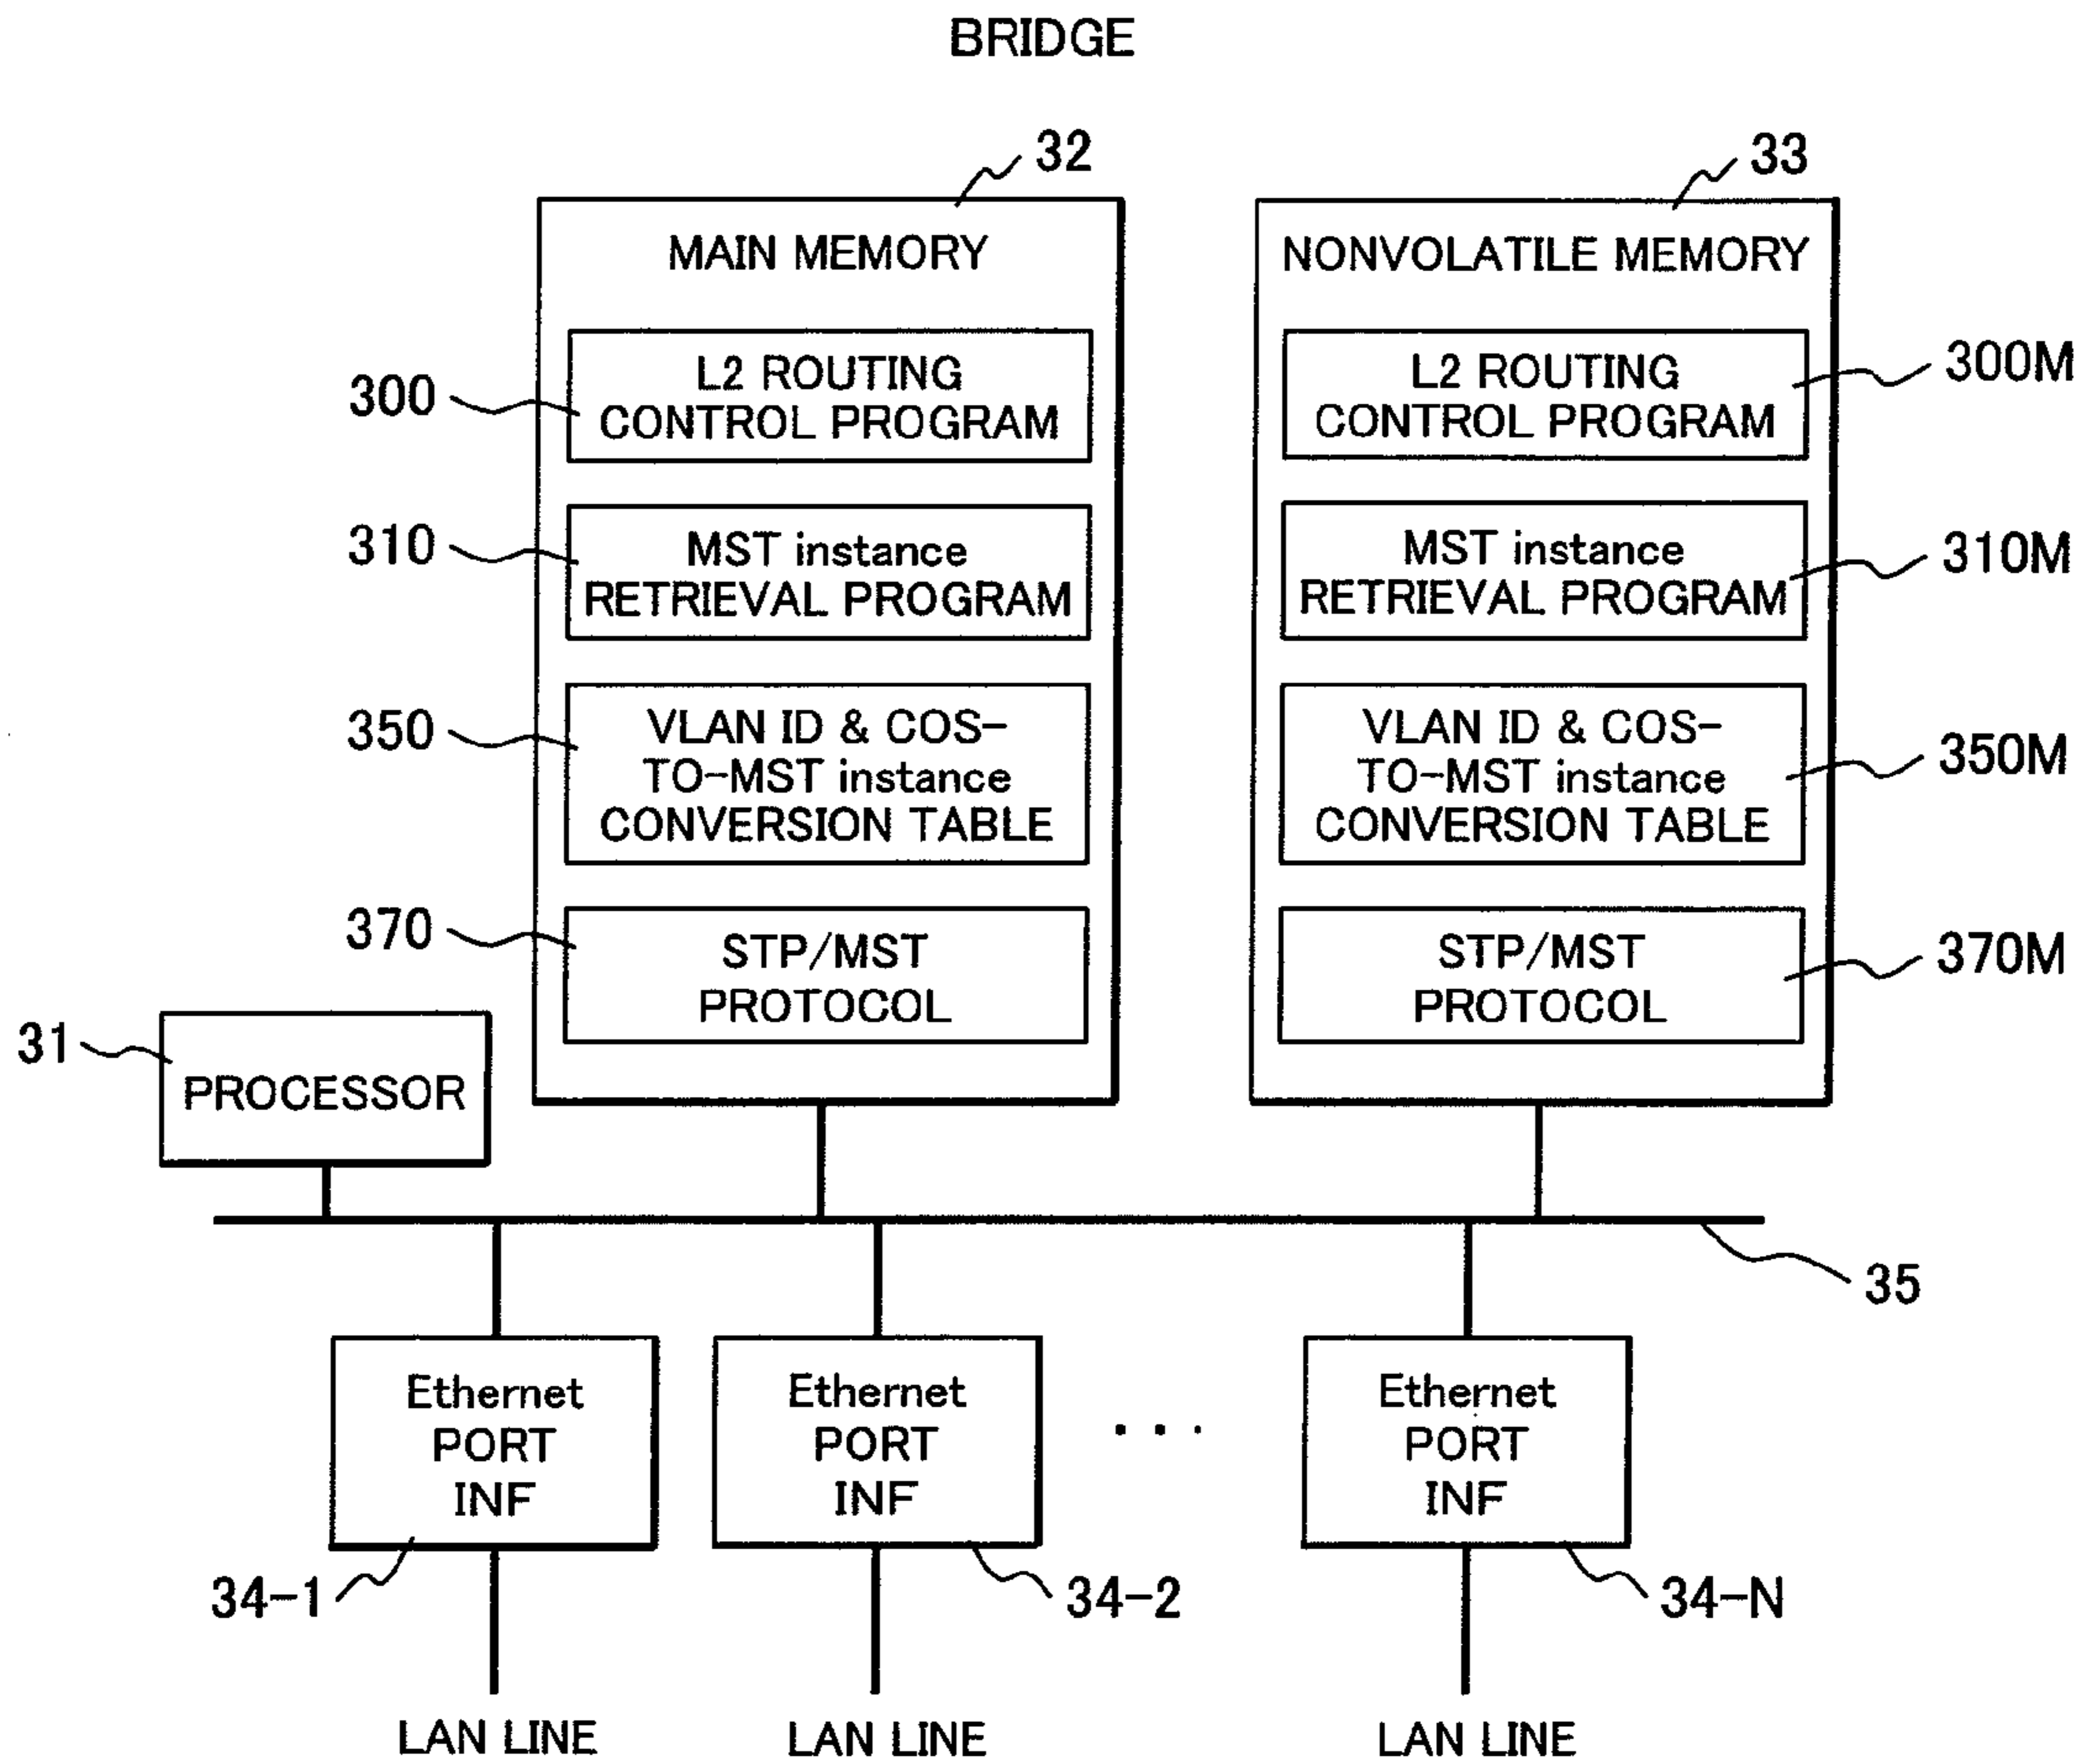 BRIDGE
32
33
MAIN MEMORY
NONVOLATILE MEMORY
300
L2 ROUTING
CONTROL PROGRAM
L2 ROUTING
CONTROL PROGRAM
300M
310
MST instance
RETRIEVAL PROGRAM
MST instance
RETRIEVAL PROGRAM
310M
350
VLAN ID & COS-
TO-MST instance
CONVERSION TABLE
VLAN ID & COS-
TO-MST instance
CONVERSION TABLE
350M
370
STP/MST
PROTOCOL
STP/MST
PROTOCOL
370M
31
PROCESSOR
35
Ethernet
PORT
INF
Ethernet
PORT
INF
...
Ethernet
PORT
INF
34-1
34-2
34-N
LAN LINE
LAN LINE
LAN LINE